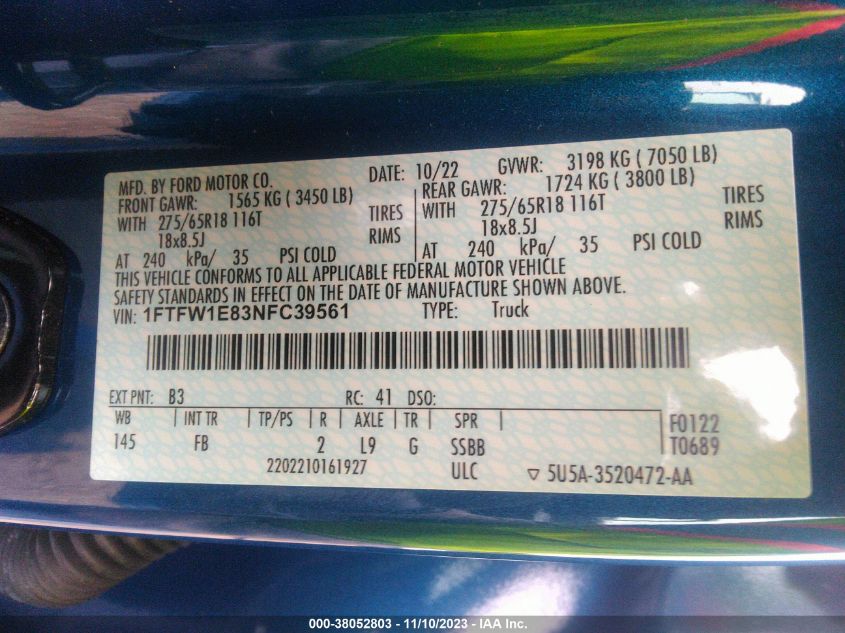 MFD. BY FORD MOTOR CO. DATE: 10/22 GVWR: 3198 KG ( 7050 LB)
FRONT GAWR: 1565 KG ( 3450 LB) REAR GAWR: 1724 KG ( 3800 LB)
WITH 275/65R18 116T TIRES WITH 275/65R18 116T TIRES
18x8.5J RIMS 18x8.5J RIMS
AT 240 kPa/ 35 PSI COLD AT 240 kPa/ 35 PSI COLD
THIS VEHICLE CONFORMS TO ALL APPLICABLE FEDERAL MOTOR VEHICLE
SAFETY STANDARDS IN EFFECT ON THE DATE OF MANUFACTURE SHOWN ABOVE.
VIN: 1FTFW1E83NFC39561 TYPE: Truck
EXT PNT: B3 RC: 41 DSO:
WB INT TR TP/PS R AXLE TR SPR F0122
145 FB 2 L9 G SSBB T0689
2202210161927 ULC ▽ 5U5A-3520472-AA
000-38052803 - 11/10/2023 - IAA Inc.